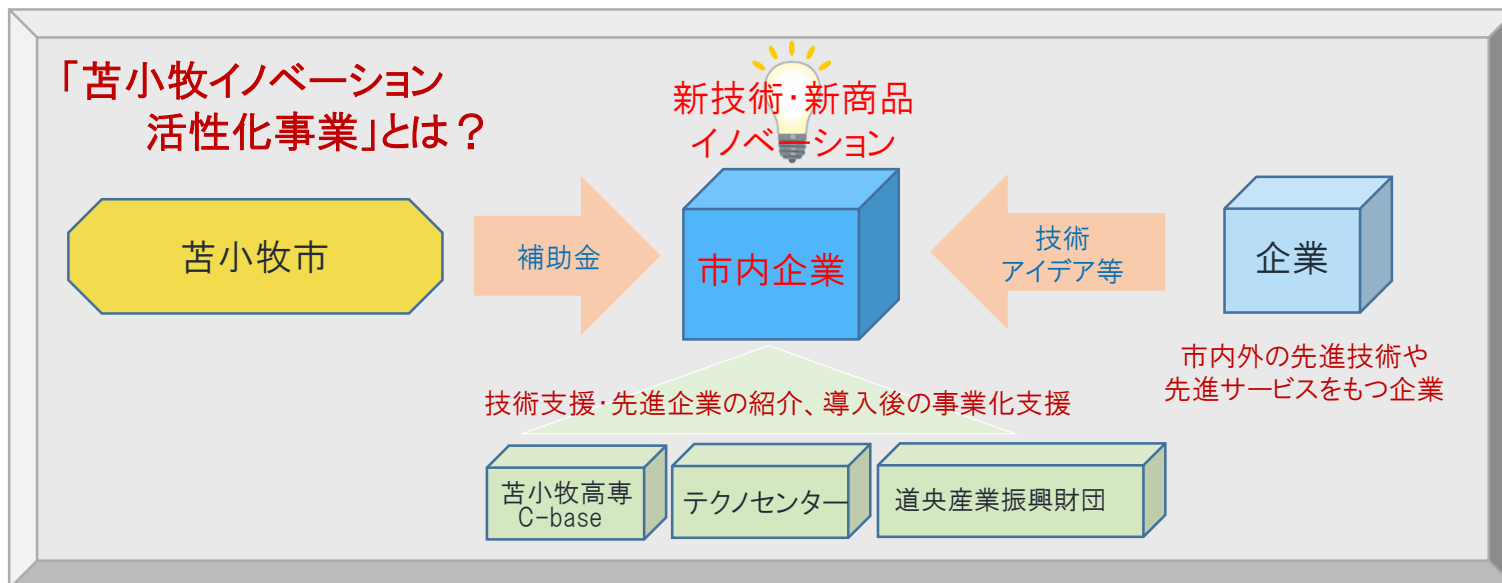 「苫小牧イノベーション
活性化事業」とは？
新技術・新商品
イノベーション
苫小牧市
補助金
市内企業
技術
アイデア等
企業
市内外の先進技術や
先進サービスをもつ企業
技術支援・先進企業の紹介、導入後の事業化支援
苫小牧高専
C-base
テクノセンター
道央産業振興財団